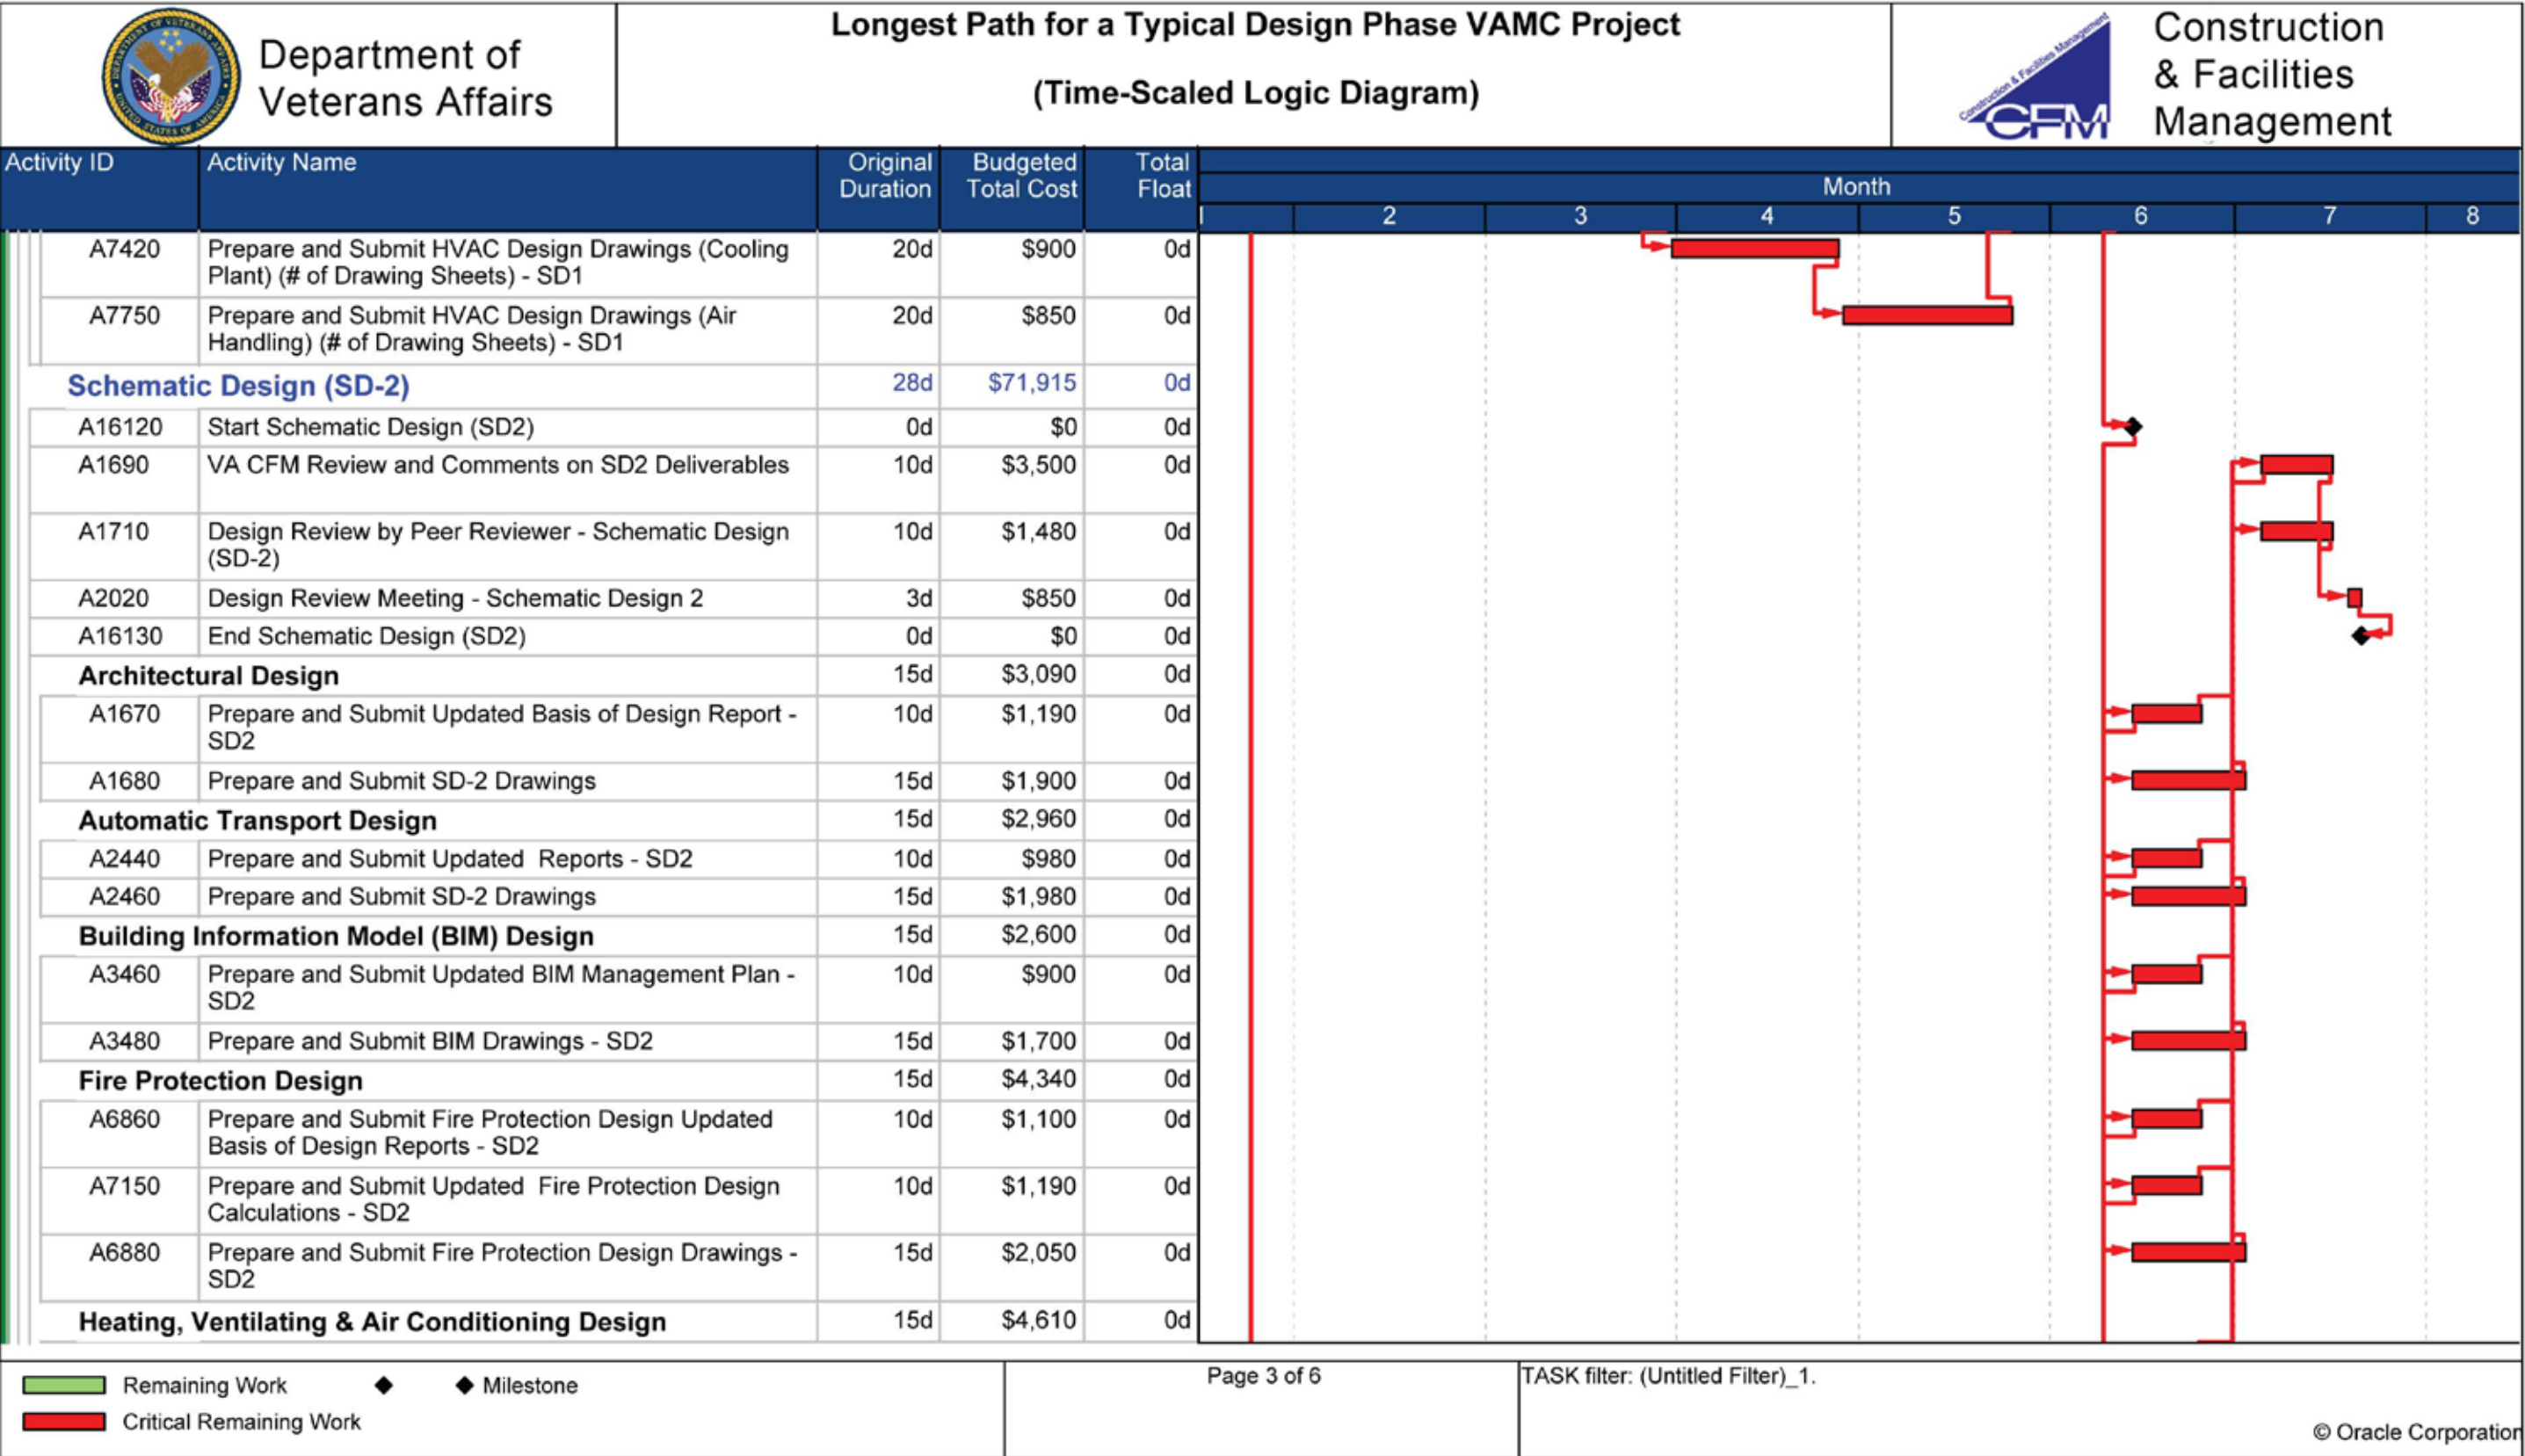 Department of
Veterans Affairs
Longest Path for a Typical Design Phase VAMC Project
(Time-Scaled Logic Diagram)
Construction & Facilities Management
CFM
Construction
& Facilities
Management
Activity ID Activity Name Original Duration Budgeted Total Cost Total Float Month
2 3 4 5 6 7 8
A7420 Prepare and Submit HVAC Design Drawings (Cooling 20d $900 0d
Plant) (# of Drawing Sheets) - SD1
A7750 Prepare and Submit HVAC Design Drawings (Air 20d $850 0d
Handling) (# of Drawing Sheets) - SD1
Schematic Design (SD-2) 28d $71,915 0d
A16120 Start Schematic Design (SD2) 0d $0 0d
A1690 VA CFM Review and Comments on SD2 Deliverables 10d $3,500 0d
A1710 Design Review by Peer Reviewer - Schematic Design 10d $1,480 0d
(SD-2)
A2020 Design Review Meeting - Schematic Design 2 3d $850 0d
A16130 End Schematic Design (SD2) 0d $0 0d
Architectural Design 15d $3,090 0d
A1670 Prepare and Submit Updated Basis of Design Report - 10d $1,190 0d
SD2
A1680 Prepare and Submit SD-2 Drawings 15d $1,900 0d
Automatic Transport Design 15d $2,960 0d
A2440 Prepare and Submit Updated Reports - SD2 10d $980 0d
A2460 Prepare and Submit SD-2 Drawings 15d $1,980 0d
Building Information Model (BIM) Design 15d $2,600 0d
A3460 Prepare and Submit Updated BIM Management Plan - 10d $900 0d
SD2
A3480 Prepare and Submit BIM Drawings - SD2 15d $1,700 0d
Fire Protection Design 15d $4,340 0d
A6860 Prepare and Submit Fire Protection Design Updated 10d $1,100 0d
Basis of Design Reports - SD2
A7150 Prepare and Submit Updated Fire Protection Design 10d $1,190 0d
Calculations - SD2
A6880 Prepare and Submit Fire Protection Design Drawings - 15d $2,050 0d
SD2
Heating, Ventilating & Air Conditioning Design 15d $4,610 0d
Remaining Work Milestone
Critical Remaining Work
Page 3 of 6
TASK filter: (Untitled Filter)_1.
© Oracle Corporation